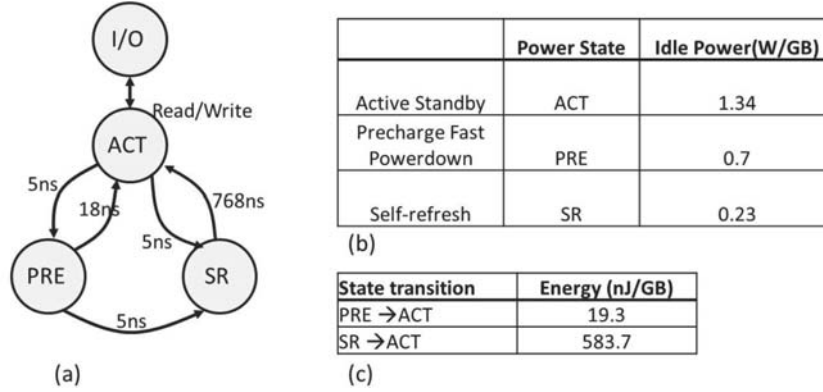 I/O
Read/Write
ACT
5ns
18ns
768ns
5ns
PRE
SR
5ns
(a)
Power State Idle Power(W/GB)
Active Standby ACT 1.34
Precharge Fast
Powerdown PRE 0.7
Self-refresh SR 0.23
(b)
State transition Energy (nJ/GB)
PRE →ACT 19.3
SR →ACT 583.7
(c)